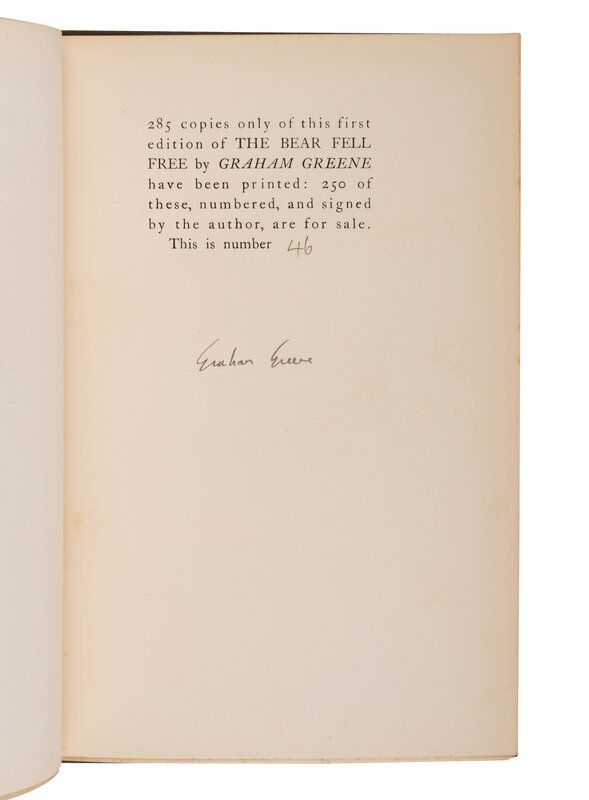 285 copies only of this first
edition of THE BEAR FELL
FREE by GRAHAM GREENE
have been printed: 250 of
these, numbered, and signed
by the author, are for sale.
This is number 46
Graham Greene